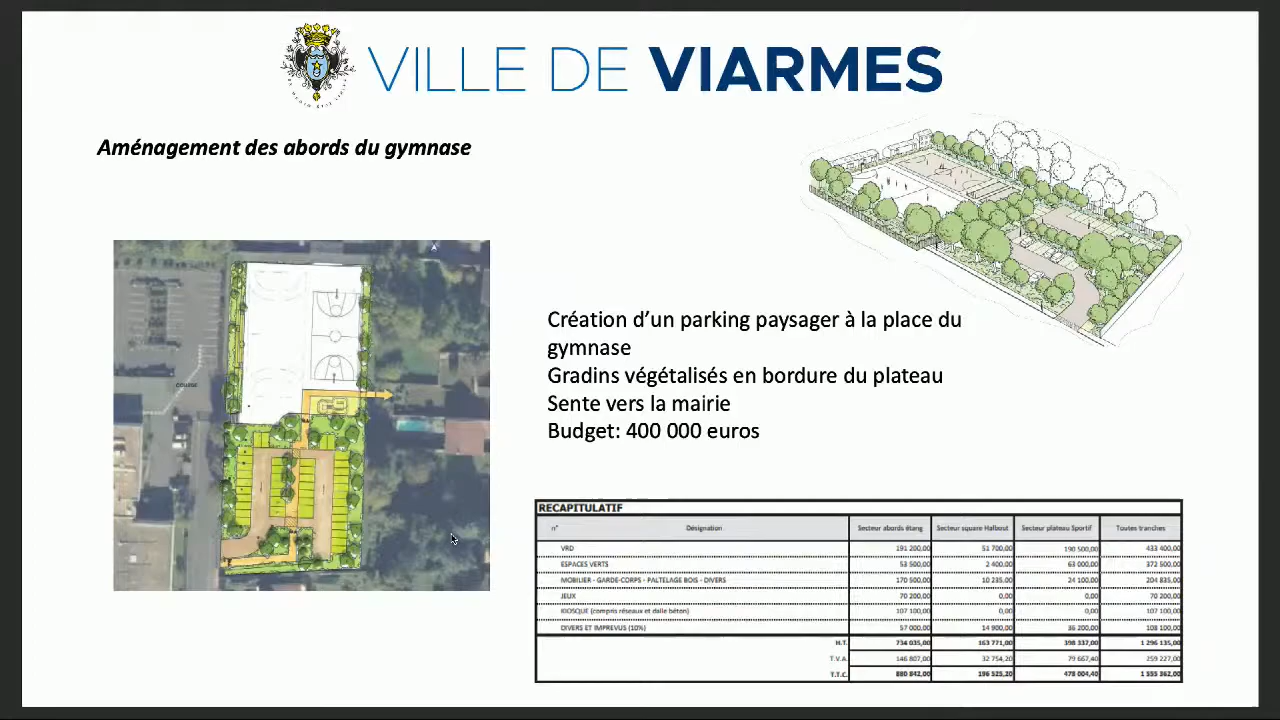 VILLE DE VIARMES
Aménagement des abords du gymnase
COLLEGE
Création d'un parking paysager à la place du
gymnase
Gradins végétalisés en bordure du plateau
Sente vers la mairie
Budget: 400 000 euros
RECAPITULATIF
n° Désignation Secteur abords étang Secteur square Halbout Secteur plateau Sportif Toutes tranches
VRD 191 200,00 51 700,00 190 500,00 433 400,00
ESPACES VERTS 53 500,00 2 400,00 63 000,00 372 500,00
MOBILIER - GARDE-CORPS - PALTELAGE BOIS - DIVERS 170 500,00 10 235,00 24 100,00 204 835,00
JEUX 70 200,00 0,00 0,00 70 200,00
KIOSQUE (compris réseaux et dalle béton) 107 100,00 0,00 0,00 107 100,00
DIVERS ET IMPREVUS (10%) 57 000,00 14 900,00 36 200,00 108 100,00
H.T. 734 035,00 163 771,00 398 337,00 1 296 135,00
T.V.A. 146 807,00 32 754,20 79 667,40 259 227,00
T.T.C. 880 842,00 196 525,20 478 004,40 1 555 362,00